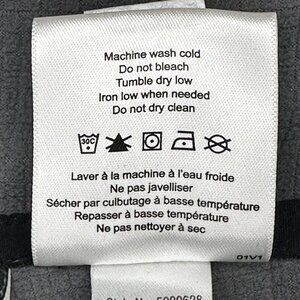 Machine wash cold
Do not bleach
Tumble dry low
Iron low when needed
Do not dry clean
30C
Laver à la machine à l'eau froide
Ne pas javelliser
Sécher par culbutage à basse température
Repasser à basse température
Ne pas nettoyer à sec
01V1